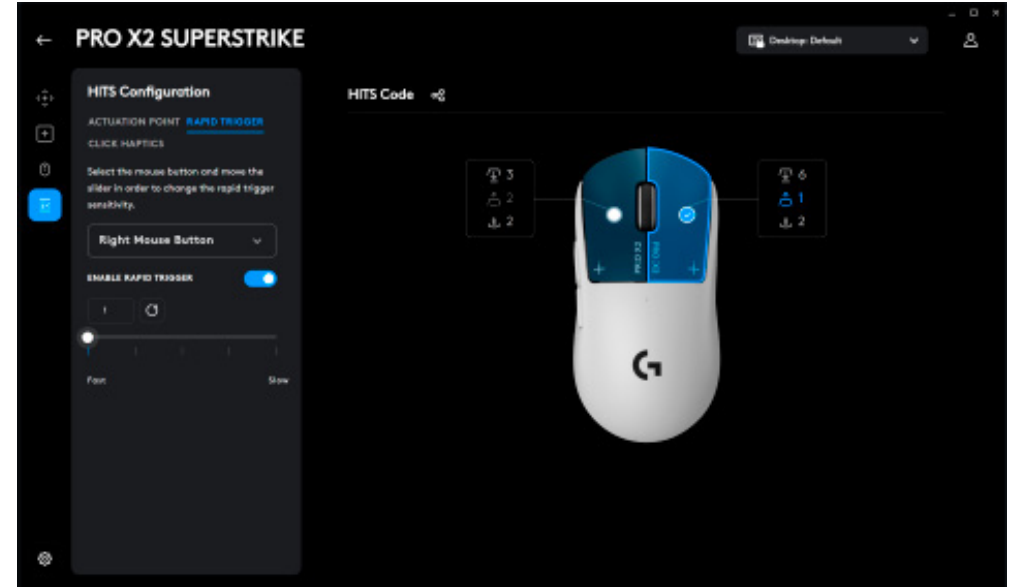 PRO X2 SUPERSTRIKE
Desktop: Default
HITS Configuration
ACTUATION POINT RAPID TRIGGER
CLICK HAPTICS
Select the mouse button and move the
slider in order to change the rapid trigger
sensitivity.
Right Mouse Button
ENABLE RAPID TRIGGER
1
Fast Slow
HITS Code
3
2
2
6
1
2
PRO X2
PRO X2
G